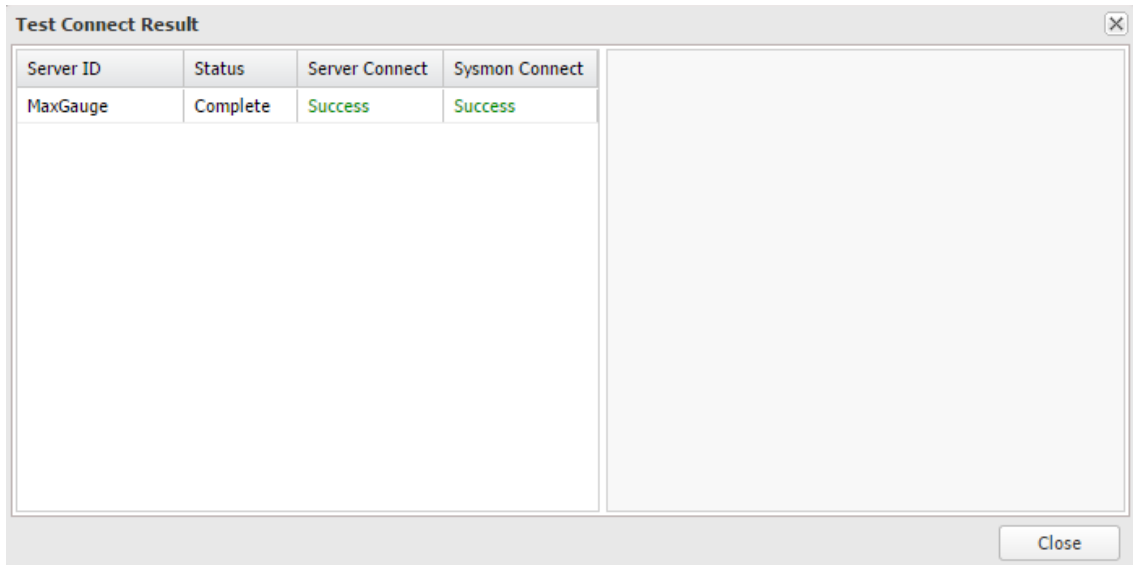 Test Connect Result
Server ID Status Server Connect Sysmon Connect
MaxGauge Complete Success Success
Close